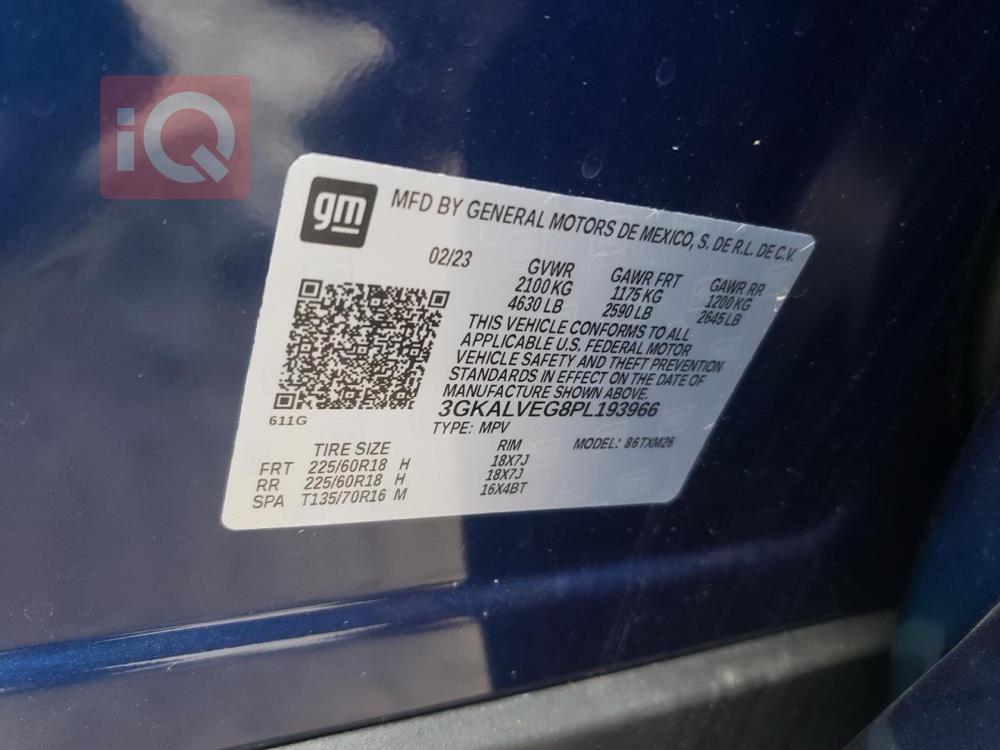 iQ
gm
MFD BY GENERAL MOTORS DE MEXICO, S. DE R.L. DE C.V.
02/23
GVWR GAWR FRT GAWR RR
2100 KG 1175 KG 1200 KG
4630 LB 2590 LB 2645 LB
THIS VEHICLE CONFORMS TO ALL
APPLICABLE U.S. FEDERAL MOTOR
VEHICLE SAFETY AND THEFT PREVENTION
STANDARDS IN EFFECT ON THE DATE OF
MANUFACTURE SHOWN ABOVE.
3GKALVEG8PL193966
611G
TYPE: MPV MODEL: 86TXM26
TIRE SIZE RIM
FRT 225/60R18 H 18X7J
RR 225/60R18 H 18X7J
SPA T135/70R16 M 16X4BT